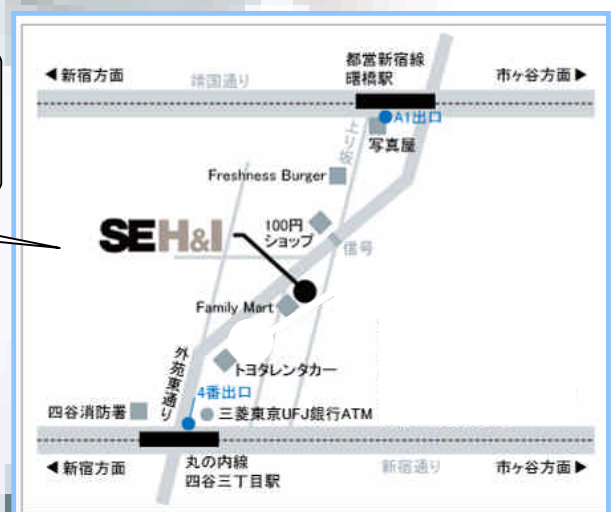 都営新宿線
曙橋駅
◀新宿方面
靖国通り
市ヶ谷方面▶
A1出口
写真屋
上り坂
Freshness Burger
100円
ショップ
SEH&I
信号
Family Mart
外苑東通り
トヨタレンタカー
4番出口
四谷消防署
三菱東京UFJ銀行ATM
◀新宿方面
丸の内線
四谷三丁目駅
新宿通り
市ヶ谷方面▶